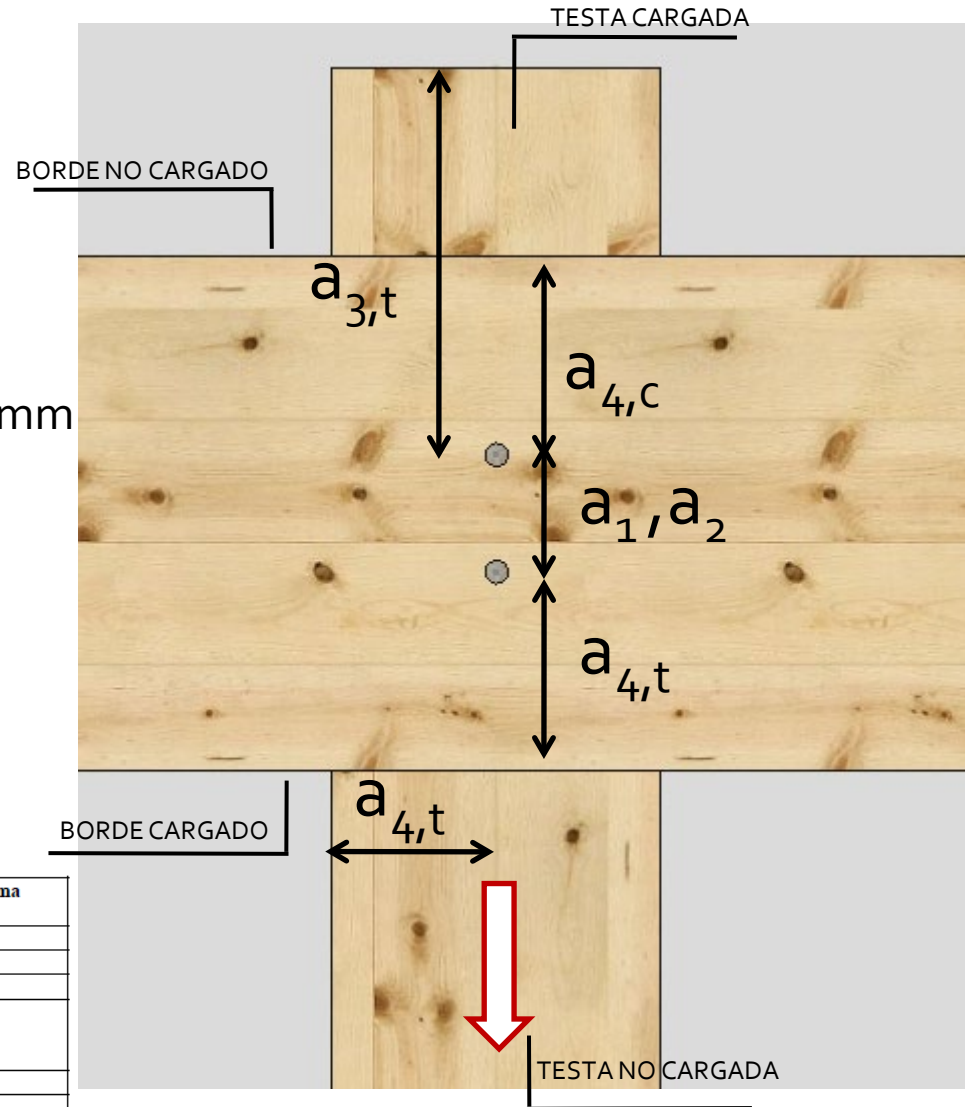 TESTA CARGADA
BORDE NO CARGADO
a3,t
a4,c
mm
a1,a2
a4,t
a4,t
BORDE CARGADO
TESTA NO CARGADA